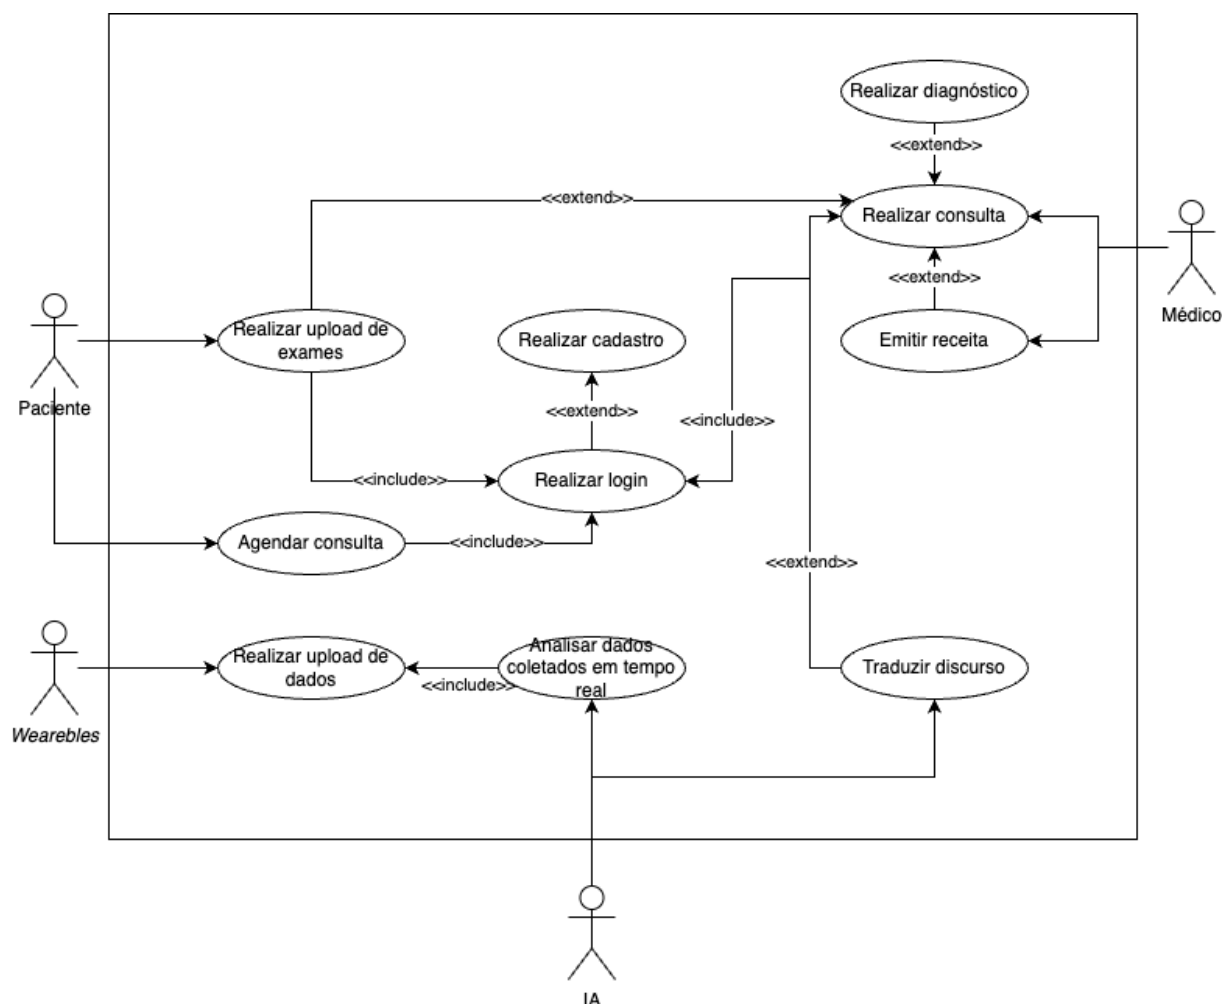 Realizar diagnóstico
<<extend>>
<<extend>>
Realizar consulta
<<extend>>
Médico
Realizar upload de
exames
Realizar cadastro
Emitir receita
Paciente
<<extend>>
<<include>>
<<include>>
Realizar login
Agendar consulta
<<include>>
<<extend>>
Realizar upload de
dados
Analisar dados
coletados em tempo
real
<<include>>
Traduzir discurso
Wearebles
IA